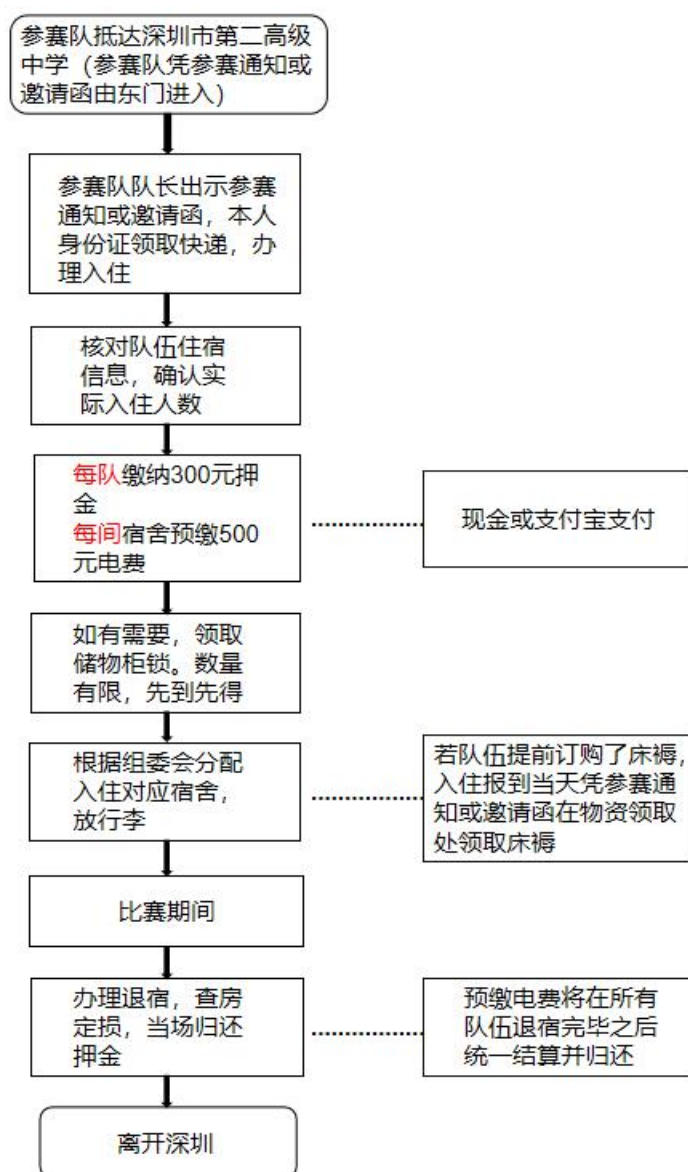 参赛队抵达深圳市第二高级
中学（参赛队凭参赛通知或
邀请函由东门进入）
参赛队队长出示参赛
通知或邀请函，本人
身份证领取快递，办
理入住
核对队伍住宿
信息，确认实
际入住人数
每队缴纳300元押
金
每间宿舍预缴500
元电费
现金或支付宝支付
如有需要，领取
储物柜锁。数量
有限，先到先得
根据组委会分配
入住对应宿舍，
放行李
若队伍提前订购了床褥，
入住报到当天凭参赛通
知或邀请函在物资领取
处领取床褥
比赛期间
办理退宿，查房
定损，当场归还
押金
预缴电费将在所有
队伍退宿完毕之后
统一结算并归还
离开深圳